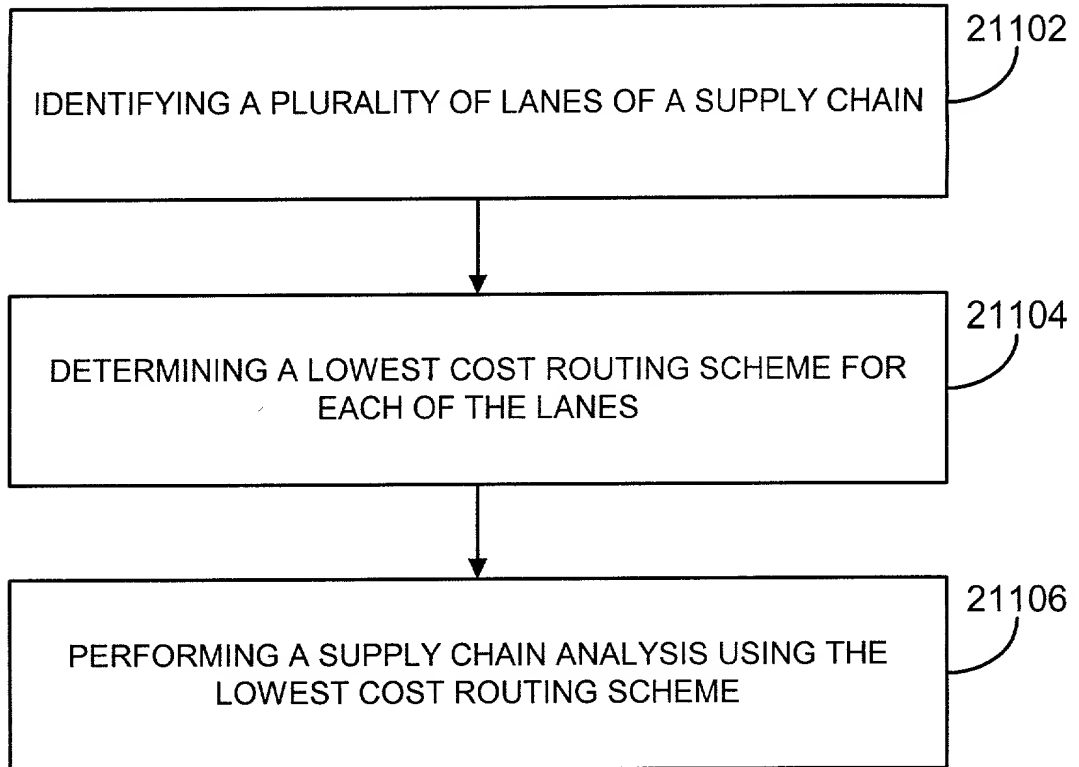 21102
IDENTIFYING A PLURALITY OF LANES OF A SUPPLY CHAIN
21104
DETERMINING A LOWEST COST ROUTING SCHEME FOR
EACH OF THE LANES
21106
PERFORMING A SUPPLY CHAIN ANALYSIS USING THE
LOWEST COST ROUTING SCHEME